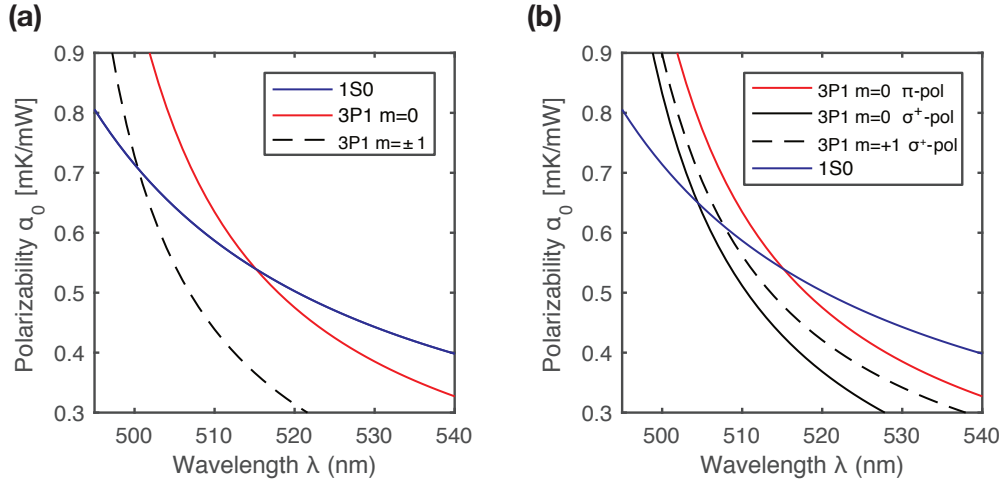 (a)
0.9
0.8
0.7
0.6
0.5
0.4
0.3
Polarizability α₀ [mK/mW]
1S0
3P1 m=0
3P1 m=±1
500 510 520 530 540
Wavelength λ (nm)
(b)
0.9
0.8
0.7
0.6
0.5
0.4
0.3
Polarizability α₀ [mK/mW]
3P1 m=0 π-pol
3P1 m=0 σ⁺-pol
3P1 m=+1 σ⁺-pol
1S0
500 510 520 530 540
Wavelength λ (nm)